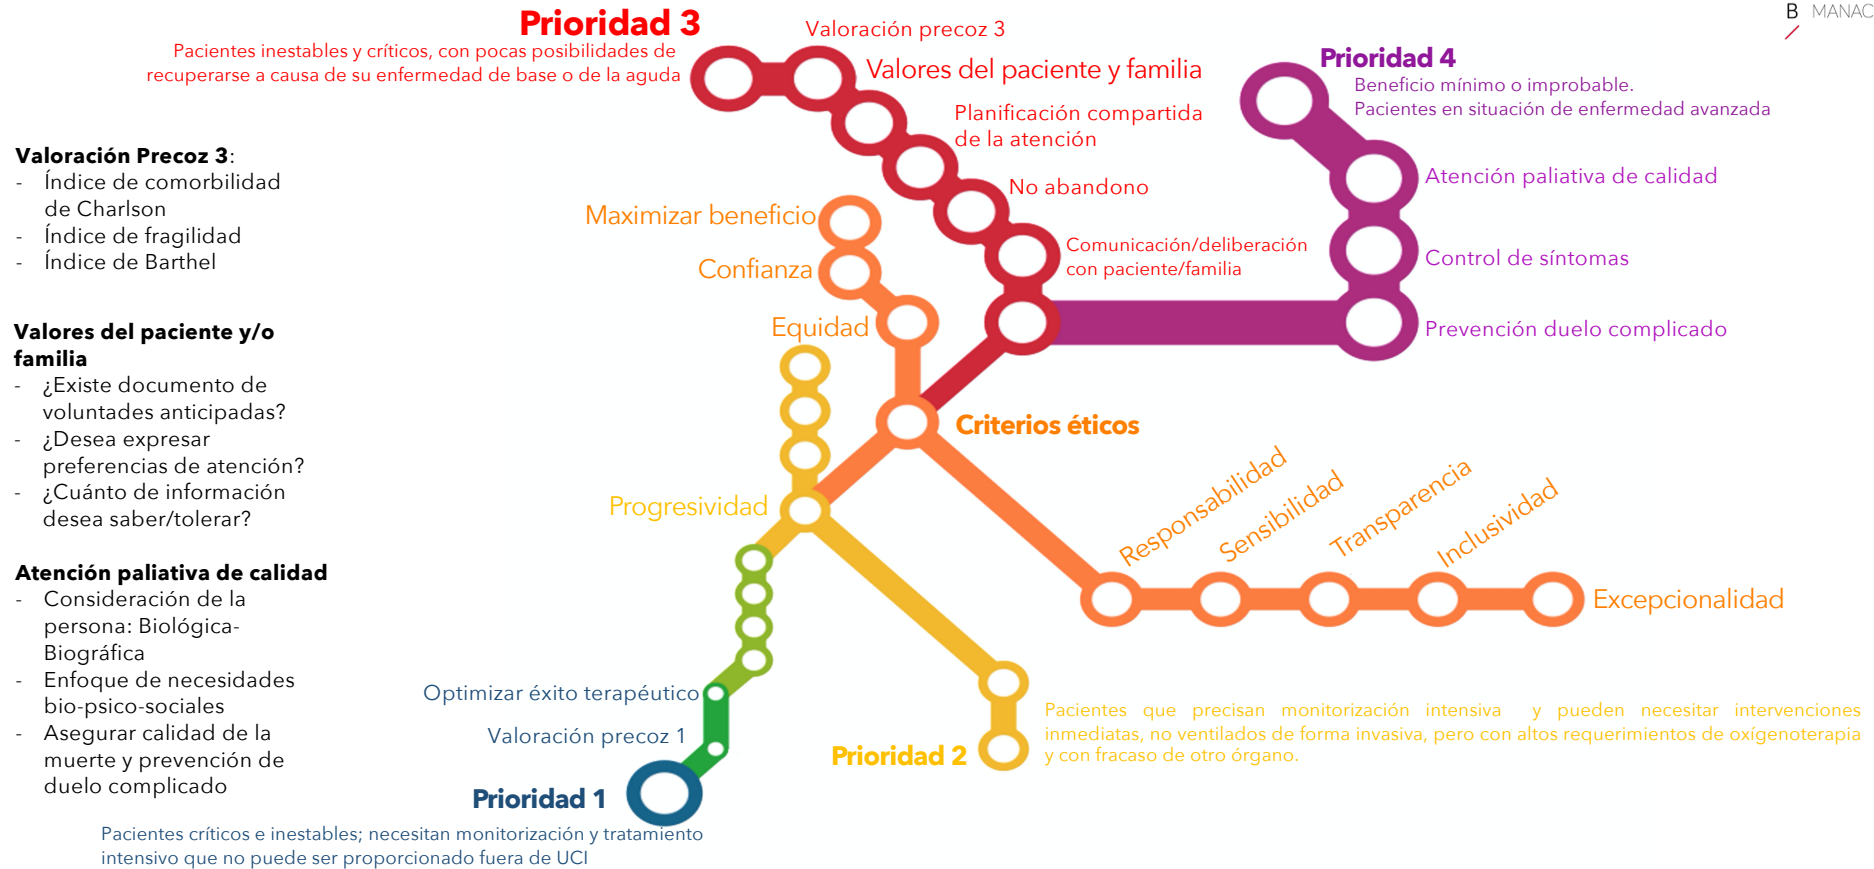 Prioridad 3
Pacientes inestables y críticos, con pocas posibilidades de
recuperarse a causa de su enfermedad de base o de la aguda
Valoración precoz 3
Valores del paciente y familia
Planificación compartida
de la atención
No abandono
Comunicación/deliberación
con paciente/familia
B MANAC
Prioridad 4
Beneficio mínimo o improbable.
Pacientes en situación de enfermedad avanzada
Atención paliativa de calidad
Control de síntomas
Prevención duelo complicado
Valoración Precoz 3:
- Índice de comorbilidad
de Charlson
- Índice de fragilidad
- Índice de Barthel
Valores del paciente y/o
familia
- ¿Existe documento de
voluntades anticipadas?
- ¿Desea expresar
preferencias de atención?
- ¿Cuánto de información
desea saber/tolerar?
Atención paliativa de calidad
- Consideración de la
persona: Biológica-
Biográfica
- Enfoque de necesidades
bio-psico-sociales
- Asegurar calidad de la
muerte y prevención de
duelo complicado
Maximizar beneficio
Confianza
Equidad
Criterios éticos
Progresividad
Responsabilidad
Sensibilidad
Transparencia
Inclusividad
Excepcionalidad
Optimizar éxito terapéutico
Valoración precoz 1
Prioridad 2
Pacientes que precisan monitorización intensiva y pueden necesitar intervenciones
inmediatas, no ventilados de forma invasiva, pero con altos requerimientos de oxígenoterapia
y con fracaso de otro órgano.
Prioridad 1
Pacientes críticos e inestables; necesitan monitorización y tratamiento
intensivo que no puede ser proporcionado fuera de UCI